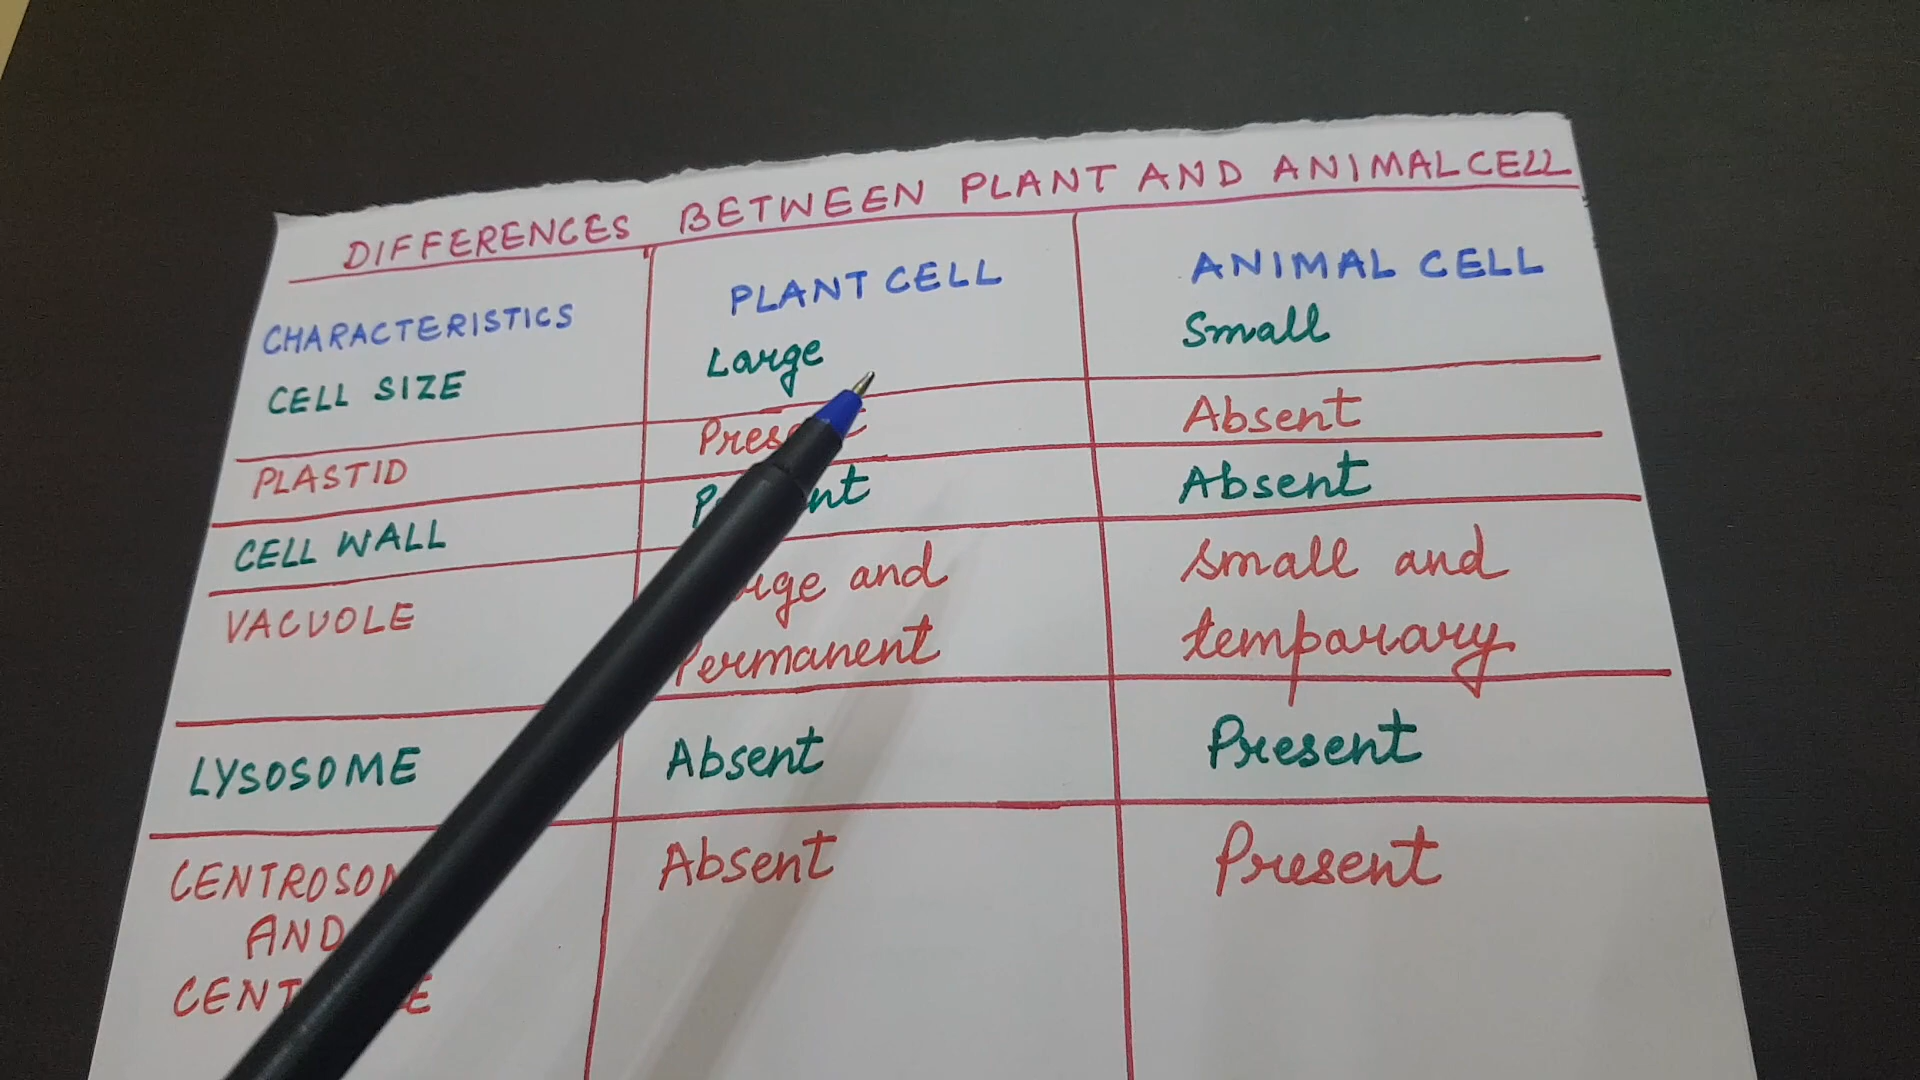 DIFFERENCES BETWEEN PLANT AND ANIMAL CELL
CHARACTERISTICS PLANT CELL ANIMAL CELL
CELL SIZE Large Small
PLASTID Absent
CELL WALL Absent
VACUOLE and small and
Permanent temparary
LYSOSOME Absent Present
Absent Present
AND